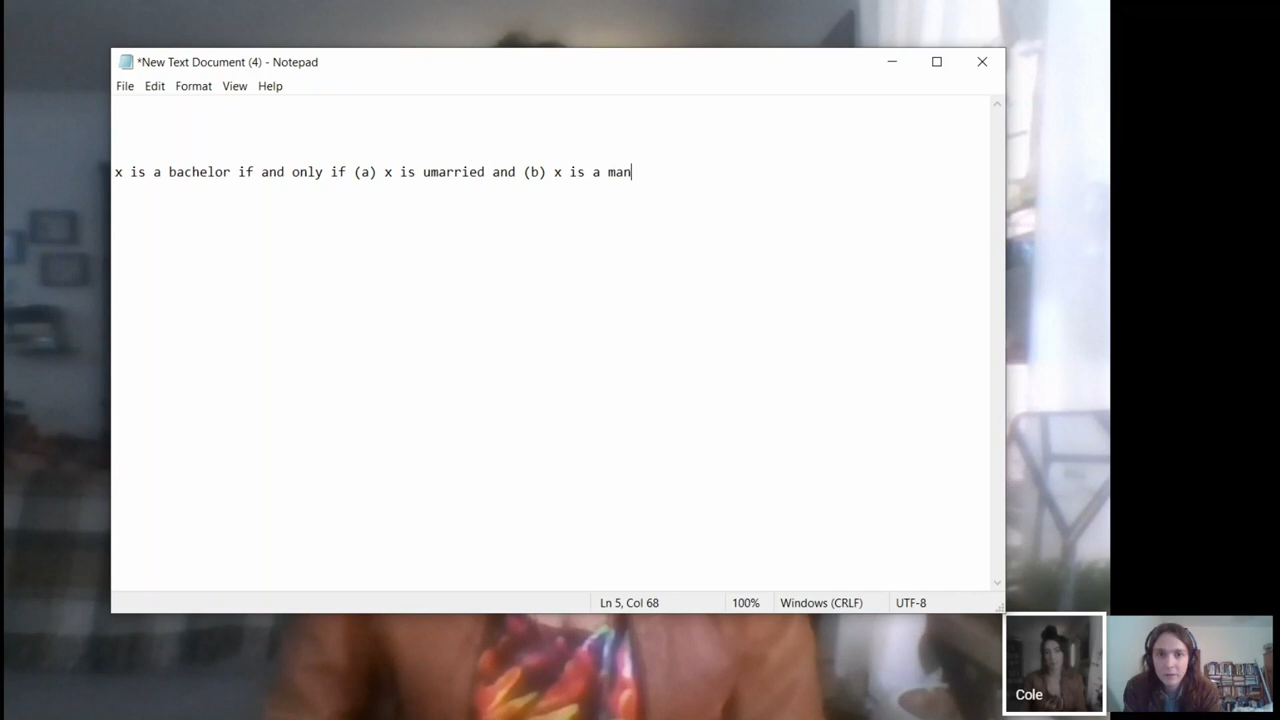 *New Text Document (4) - Notepad
File Edit Format View Help
x is a bachelor if and only if (a) x is umarried and (b) x is a man
Ln 5, Col 68 100% Windows (CRLF) UTF-8
Cole